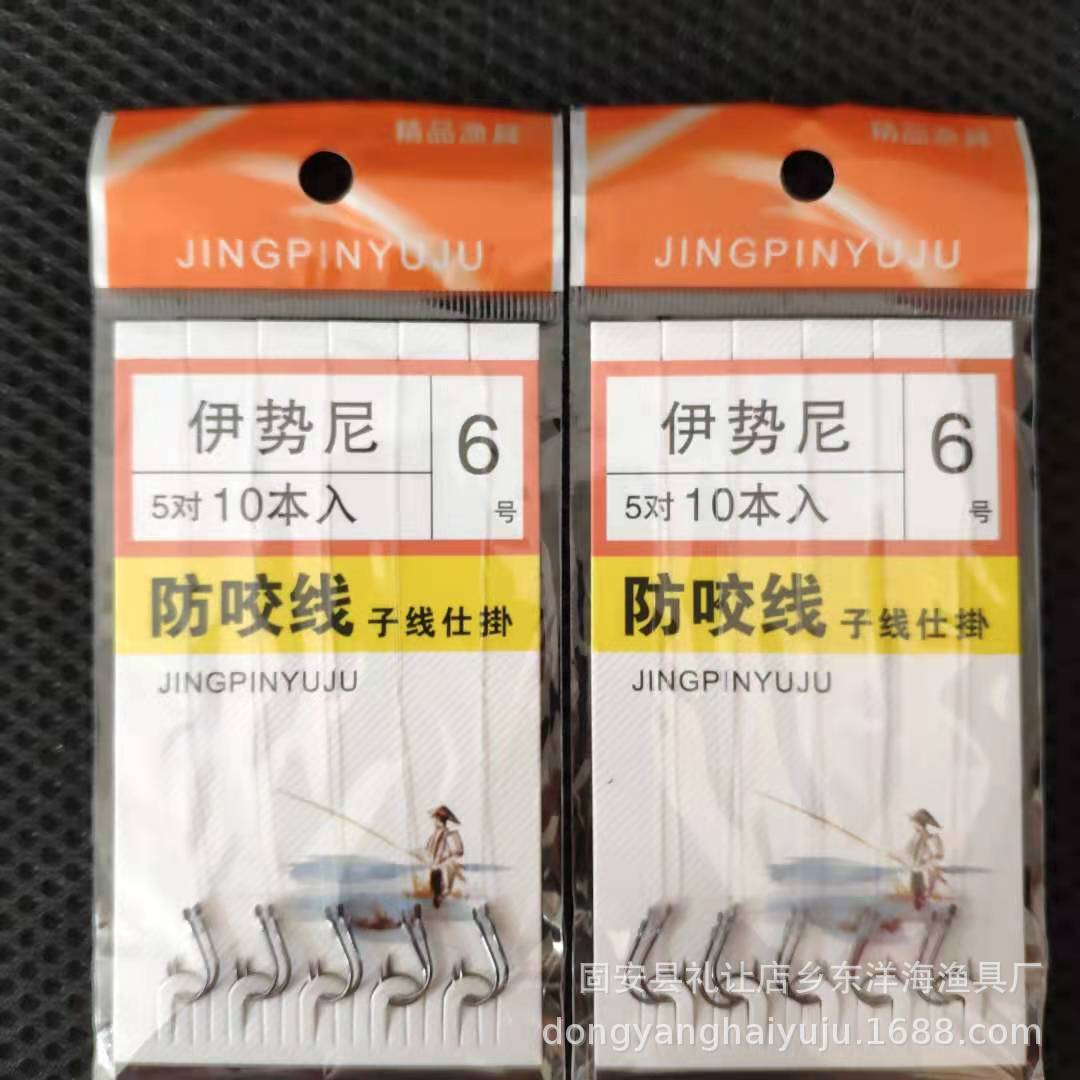 精品渔具
JINGPINYUJU
伊势尼
6
号
5对10本入
防咬线 子线仕掛
JINGPINYUJU
精品渔具
JINGPINYUJU
伊势尼
6
号
5对10本入
防咬线 子线仕掛
JINGPINYUJU
固安县礼让店乡东洋海渔具厂
dongyanghaiyuju.1688.com